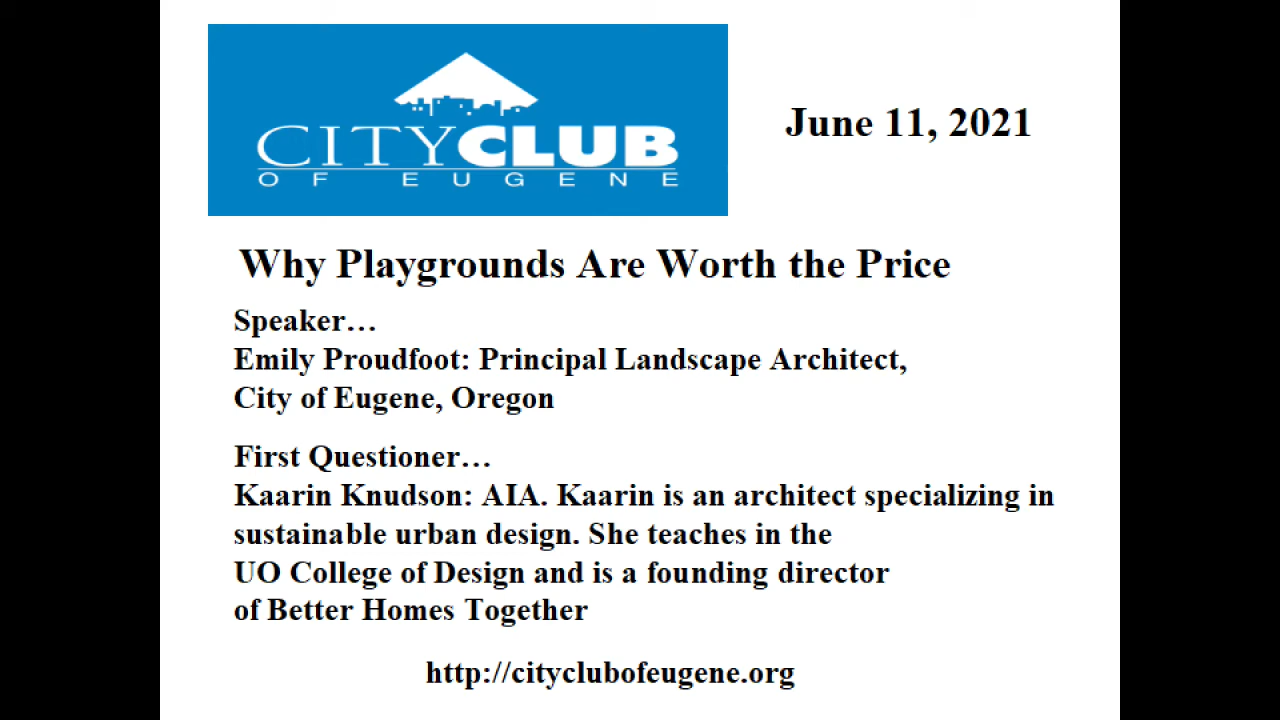 CITYCLUB
OF EUGENE
June 11, 2021
Why Playgrounds Are Worth the Price
Speaker…
Emily Proudfoot: Principal Landscape Architect,
City of Eugene, Oregon
First Questioner…
Kaarin Knudson: AIA. Kaarin is an architect specializing in
sustainable urban design. She teaches in the
UO College of Design and is a founding director
of Better Homes Together
http://cityclubofeugene.org